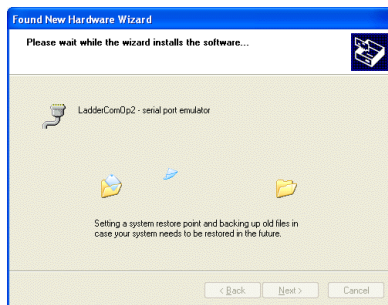 Found New Hardware Wizard
Please wait while the wizard installs the software...
LadderComOp2 - serial port emulator
Setting a system restore point and backing up old files in
case your system needs to be restored in the future.
< Back Next > Cancel